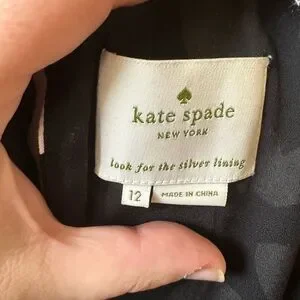 kate spade
NEW YORK
look for the silver lining
12
MADE IN CHINA